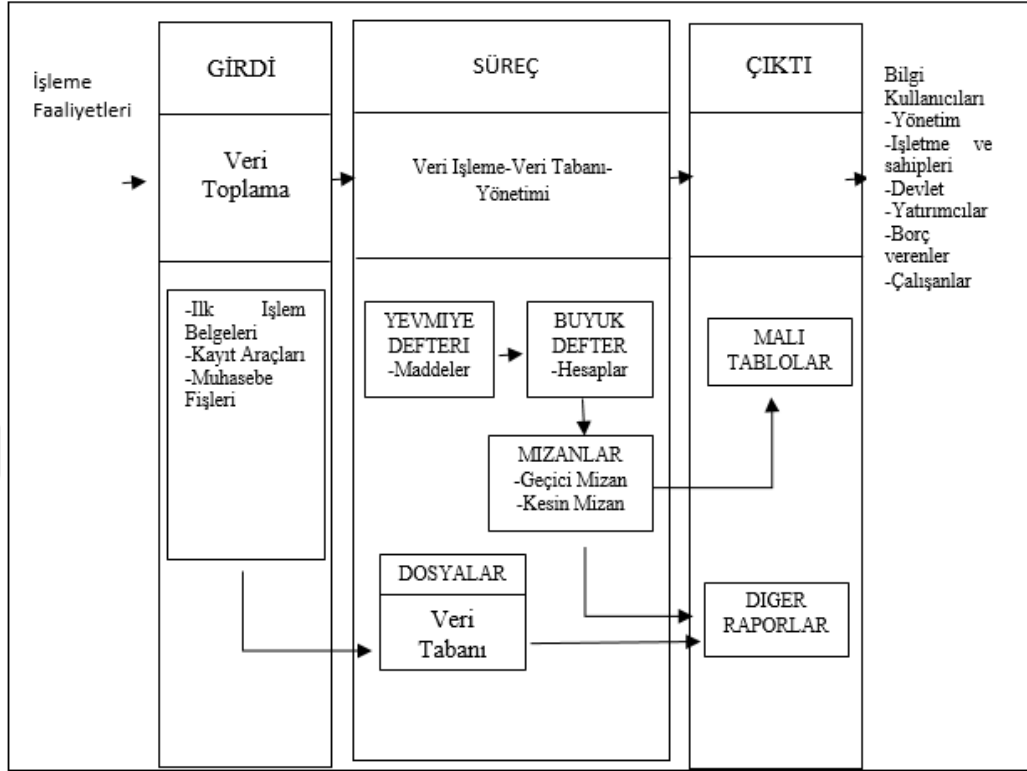 İşleme
Faaliyetleri
GİRDİ
Veri
Toplama
-Ilk Işlem
Belgeleri
-Kayıt Araçları
-Muhasebe
Fişleri
SÜREÇ
Veri Işleme-Veri Tabanı-
Yönetimi
YEVMIYE
DEFTERI
-Maddeler
BUYUK
DEFTER
-Hesaplar
MIZANLAR
-Geçici Mizan
-Kesin Mizan
DOSYALAR
Veri
Tabanı
ÇIKTI
MALI
TABLOLAR
DIGER
RAPORLAR
Bilgi
Kullanıcıları
-Yönetim
-Işletme ve
sahipleri
-Devlet
-Yatırımcılar
-Borç
verenler
-Çalışanlar